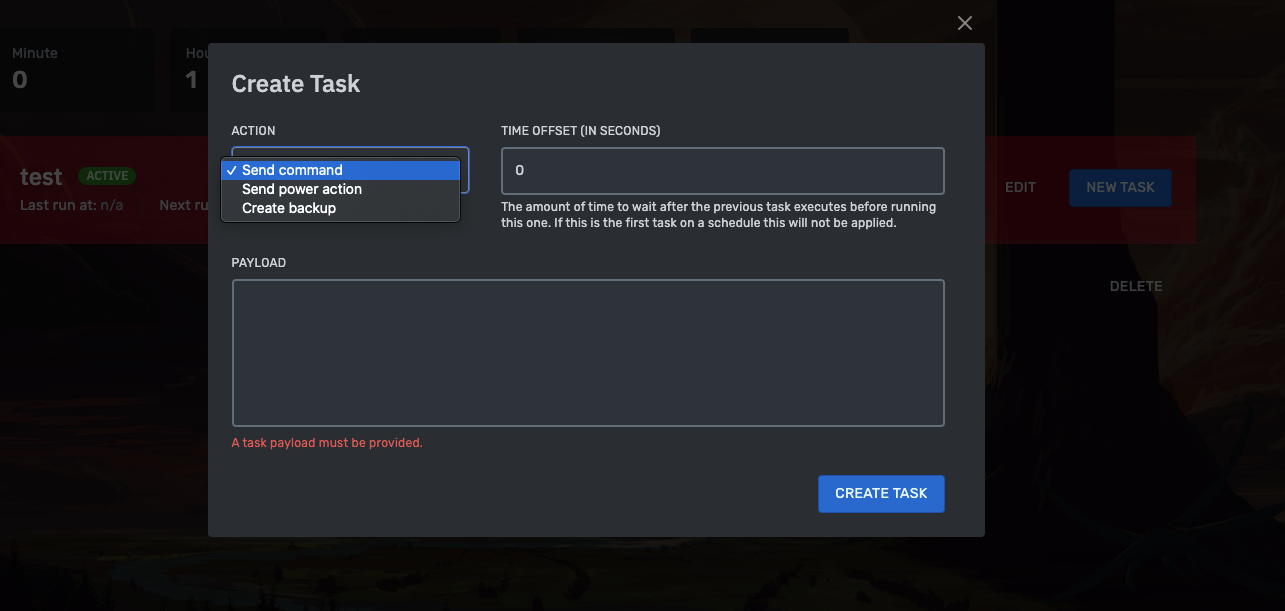 Minute
0
1
Create Task
ACTION
Send command
Send power action
Create backup
TIME OFFSET (IN SECONDS)
0
The amount of time to wait after the previous task executes before running
this one. If this is the first task on a schedule this will not be applied.
test
ACTIVE
Last run at: n/a
Next ru
EDIT
NEW TASK
PAYLOAD
DELETE
A task payload must be provided.
CREATE TASK